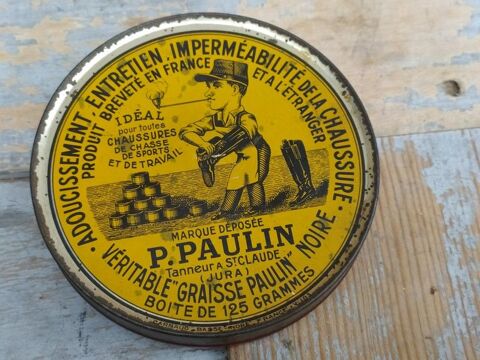 ADOUCISSEMENT, ENTRETIEN, IMPERMÉABILITÉ DE LA CHAUSSURE
PRODUIT BREVETÉ EN FRANCE ET A L'ÉTRANGER
IDÉAL
pour toutes
CHAUSSURES
DE CHASSE
DE SPORTS
ET DE TRAVAIL
MARQUE DÉPOSÉE
P. PAULIN
Tanneur A St CLAUDE
(JURA)
VÉRITABLE "GRAISSE PAULIN" NOIRE
BOITE DE 125 GRAMMES